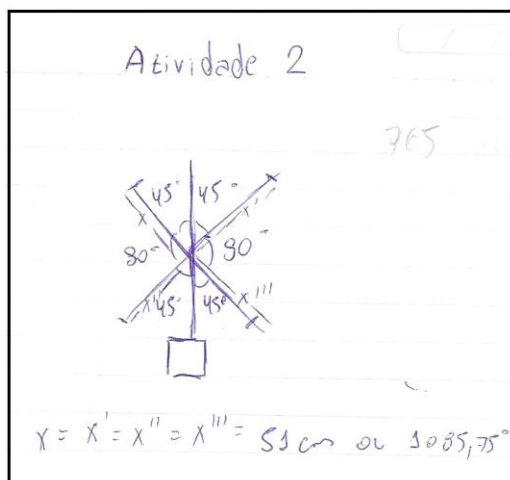 Atividade 2
765
45° 45°
x x'
90° 90°
x'' 45° 45° x'''
x = x' = x'' = x''' = 51 cm ou 1085,75°